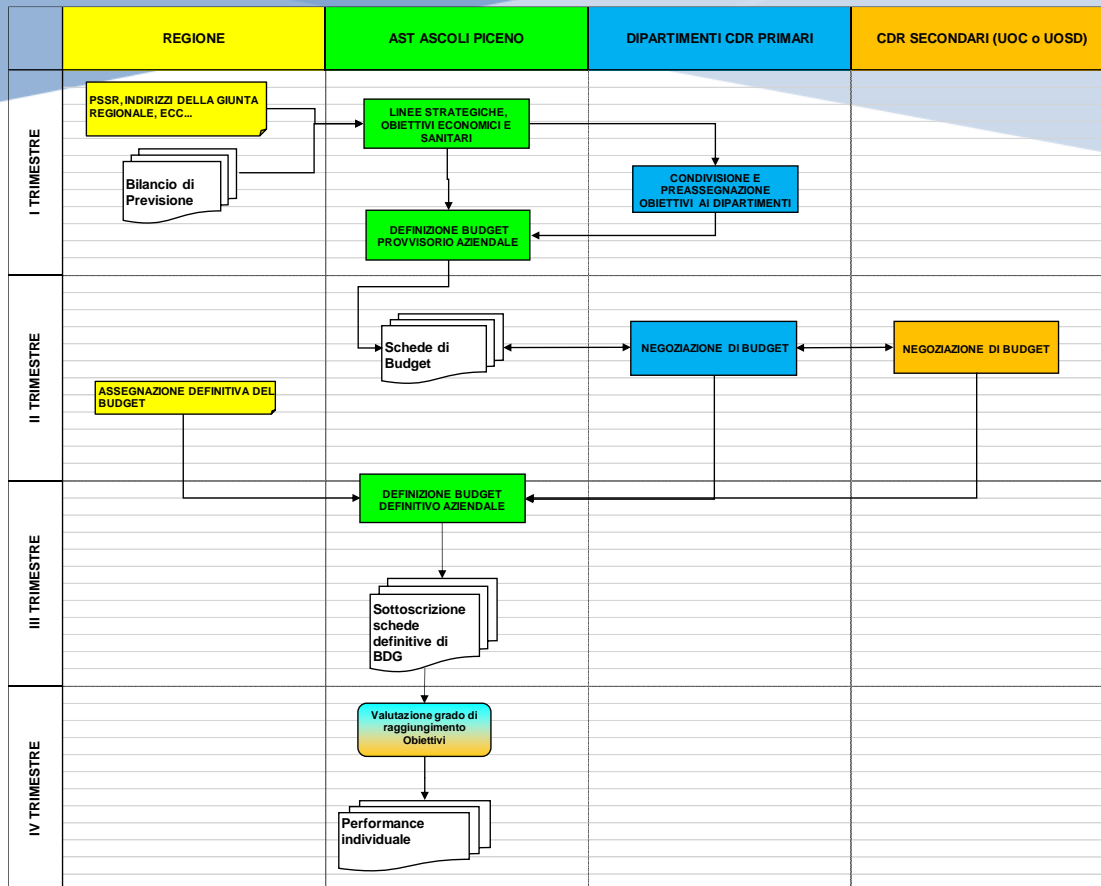 REGIONE
AST ASCOLI PICENO
DIPARTIMENTI CDR PRIMARI
CDR SECONDARI (UOC o UOSD)
I TRIMESTRE
PSSR, INDIRIZZI DELLA GIUNTA
REGIONALE, ECC...
Bilancio di
Previsione
LINEE STRATEGICHE,
OBIETTIVI ECONOMICI E
SANITARI
CONDIVISIONE E
PREASSEGNAZIONE
OBIETTIVI AI DIPARTIMENTI
DEFINIZIONE BUDGET
PROVVISORIO AZIENDALE
II TRIMESTRE
Schede di
Budget
NEGOZIAZIONE DI BUDGET
NEGOZIAZIONE DI BUDGET
ASSEGNAZIONE DEFINITIVA DEL
BUDGET
III TRIMESTRE
DEFINIZIONE BUDGET
DEFINITIVO AZIENDALE
Sottoscrizione
schede
definitive di
BDG
IV TRIMESTRE
Valutazione grado di
raggiungimento
Obiettivi
Performance
individuale